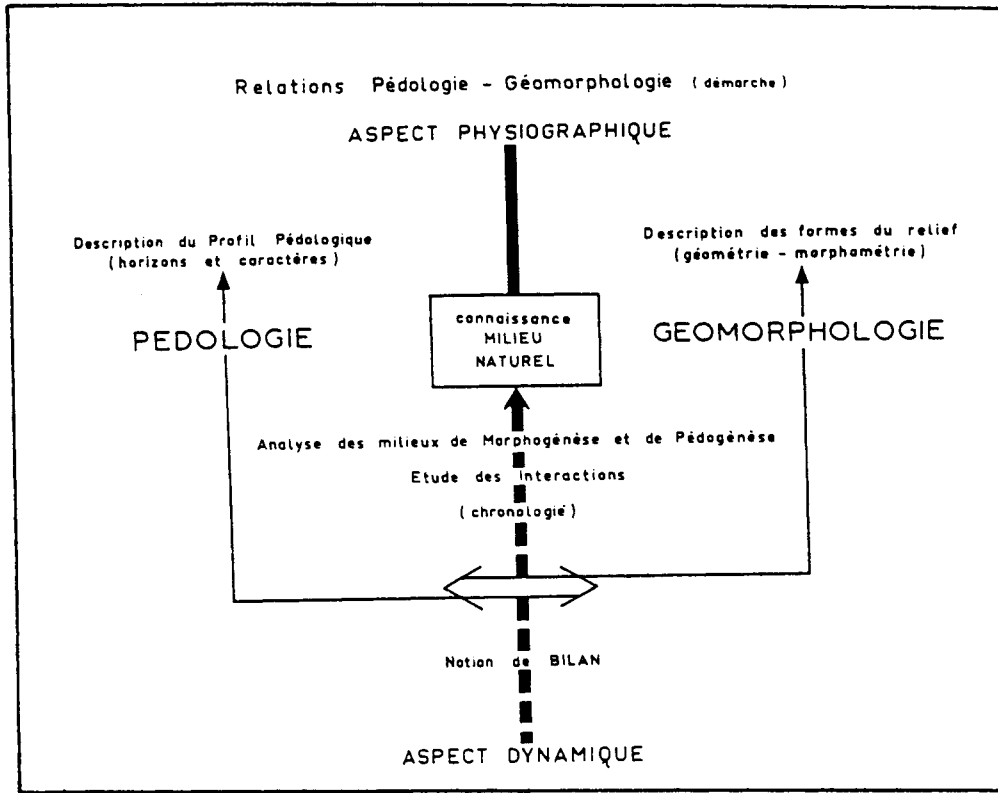 Relations Pédologie - Géomorphologie (démarche)
ASPECT PHYSIOGRAPHIQUE
Description du Profil Pédologique
(horizons et caractères)
Description des formes du relief
(géométrie - morphométrie)
PEDOLOGIE
connaissance
MILIEU
NATUREL
GEOMORPHOLOGIE
Analyse des milieux de Morphogénèse et de Pédogénèse
Etude des Interactions
(chronologie)
Notion de BILAN
ASPECT DYNAMIQUE